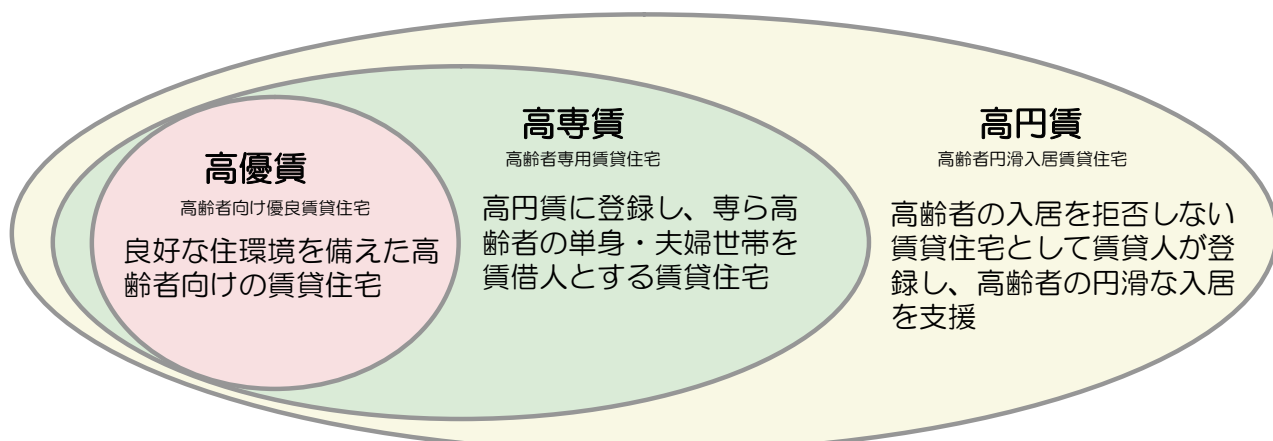 高優賃
高齢者向け優良賃貸住宅
良好な住環境を備えた高
齢者向けの賃貸住宅
高専賃
高齢者専用賃貸住宅
高円賃に登録し、専ら高
齢者の単身・夫婦世帯を
賃借人とする賃貸住宅
高円賃
高齢者円滑入居賃貸住宅
高齢者の入居を拒否しない
賃貸住宅として賃貸人が登
録し、高齢者の円滑な入居
を支援